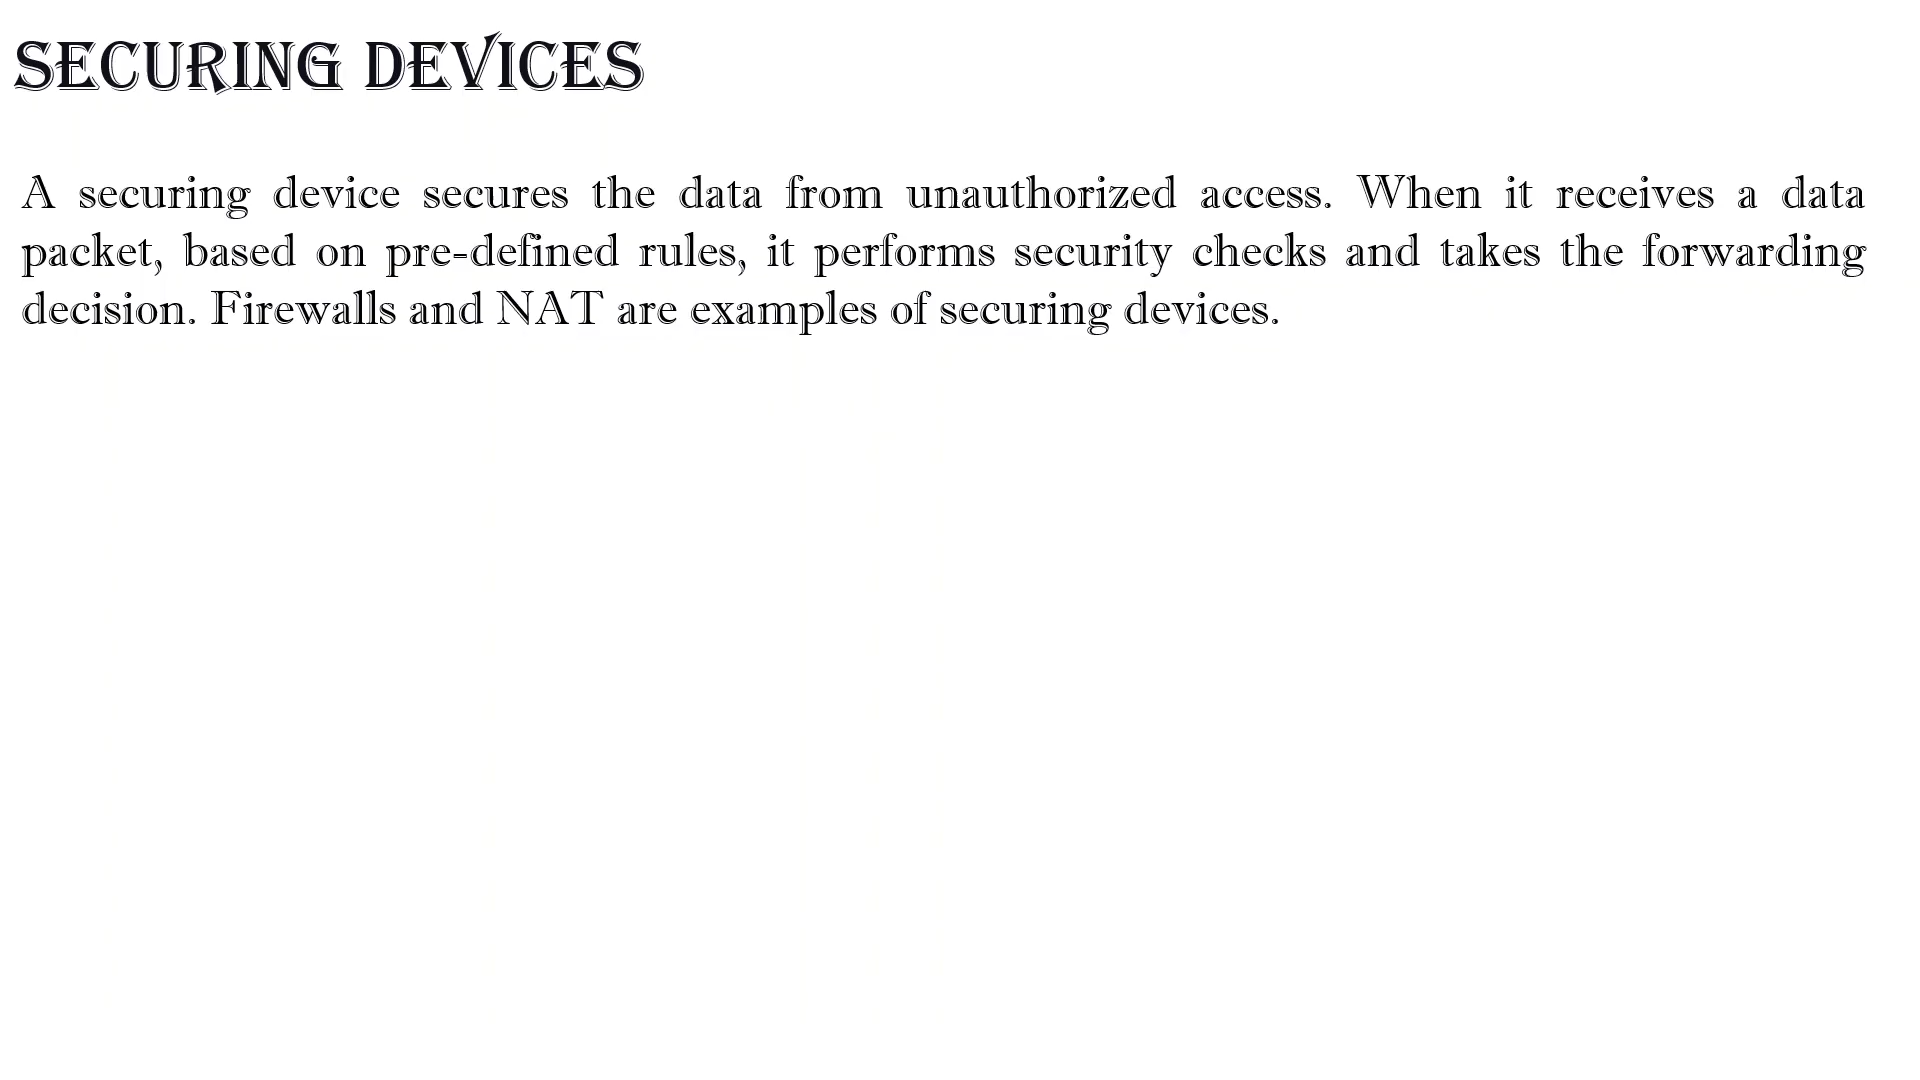 SECURING DEVICES
A securing device secures the data from unauthorized access. When it receives a data
packet, based on pre-defined rules, it performs security checks and takes the forwarding
decision. Firewalls and NAT are examples of securing devices.